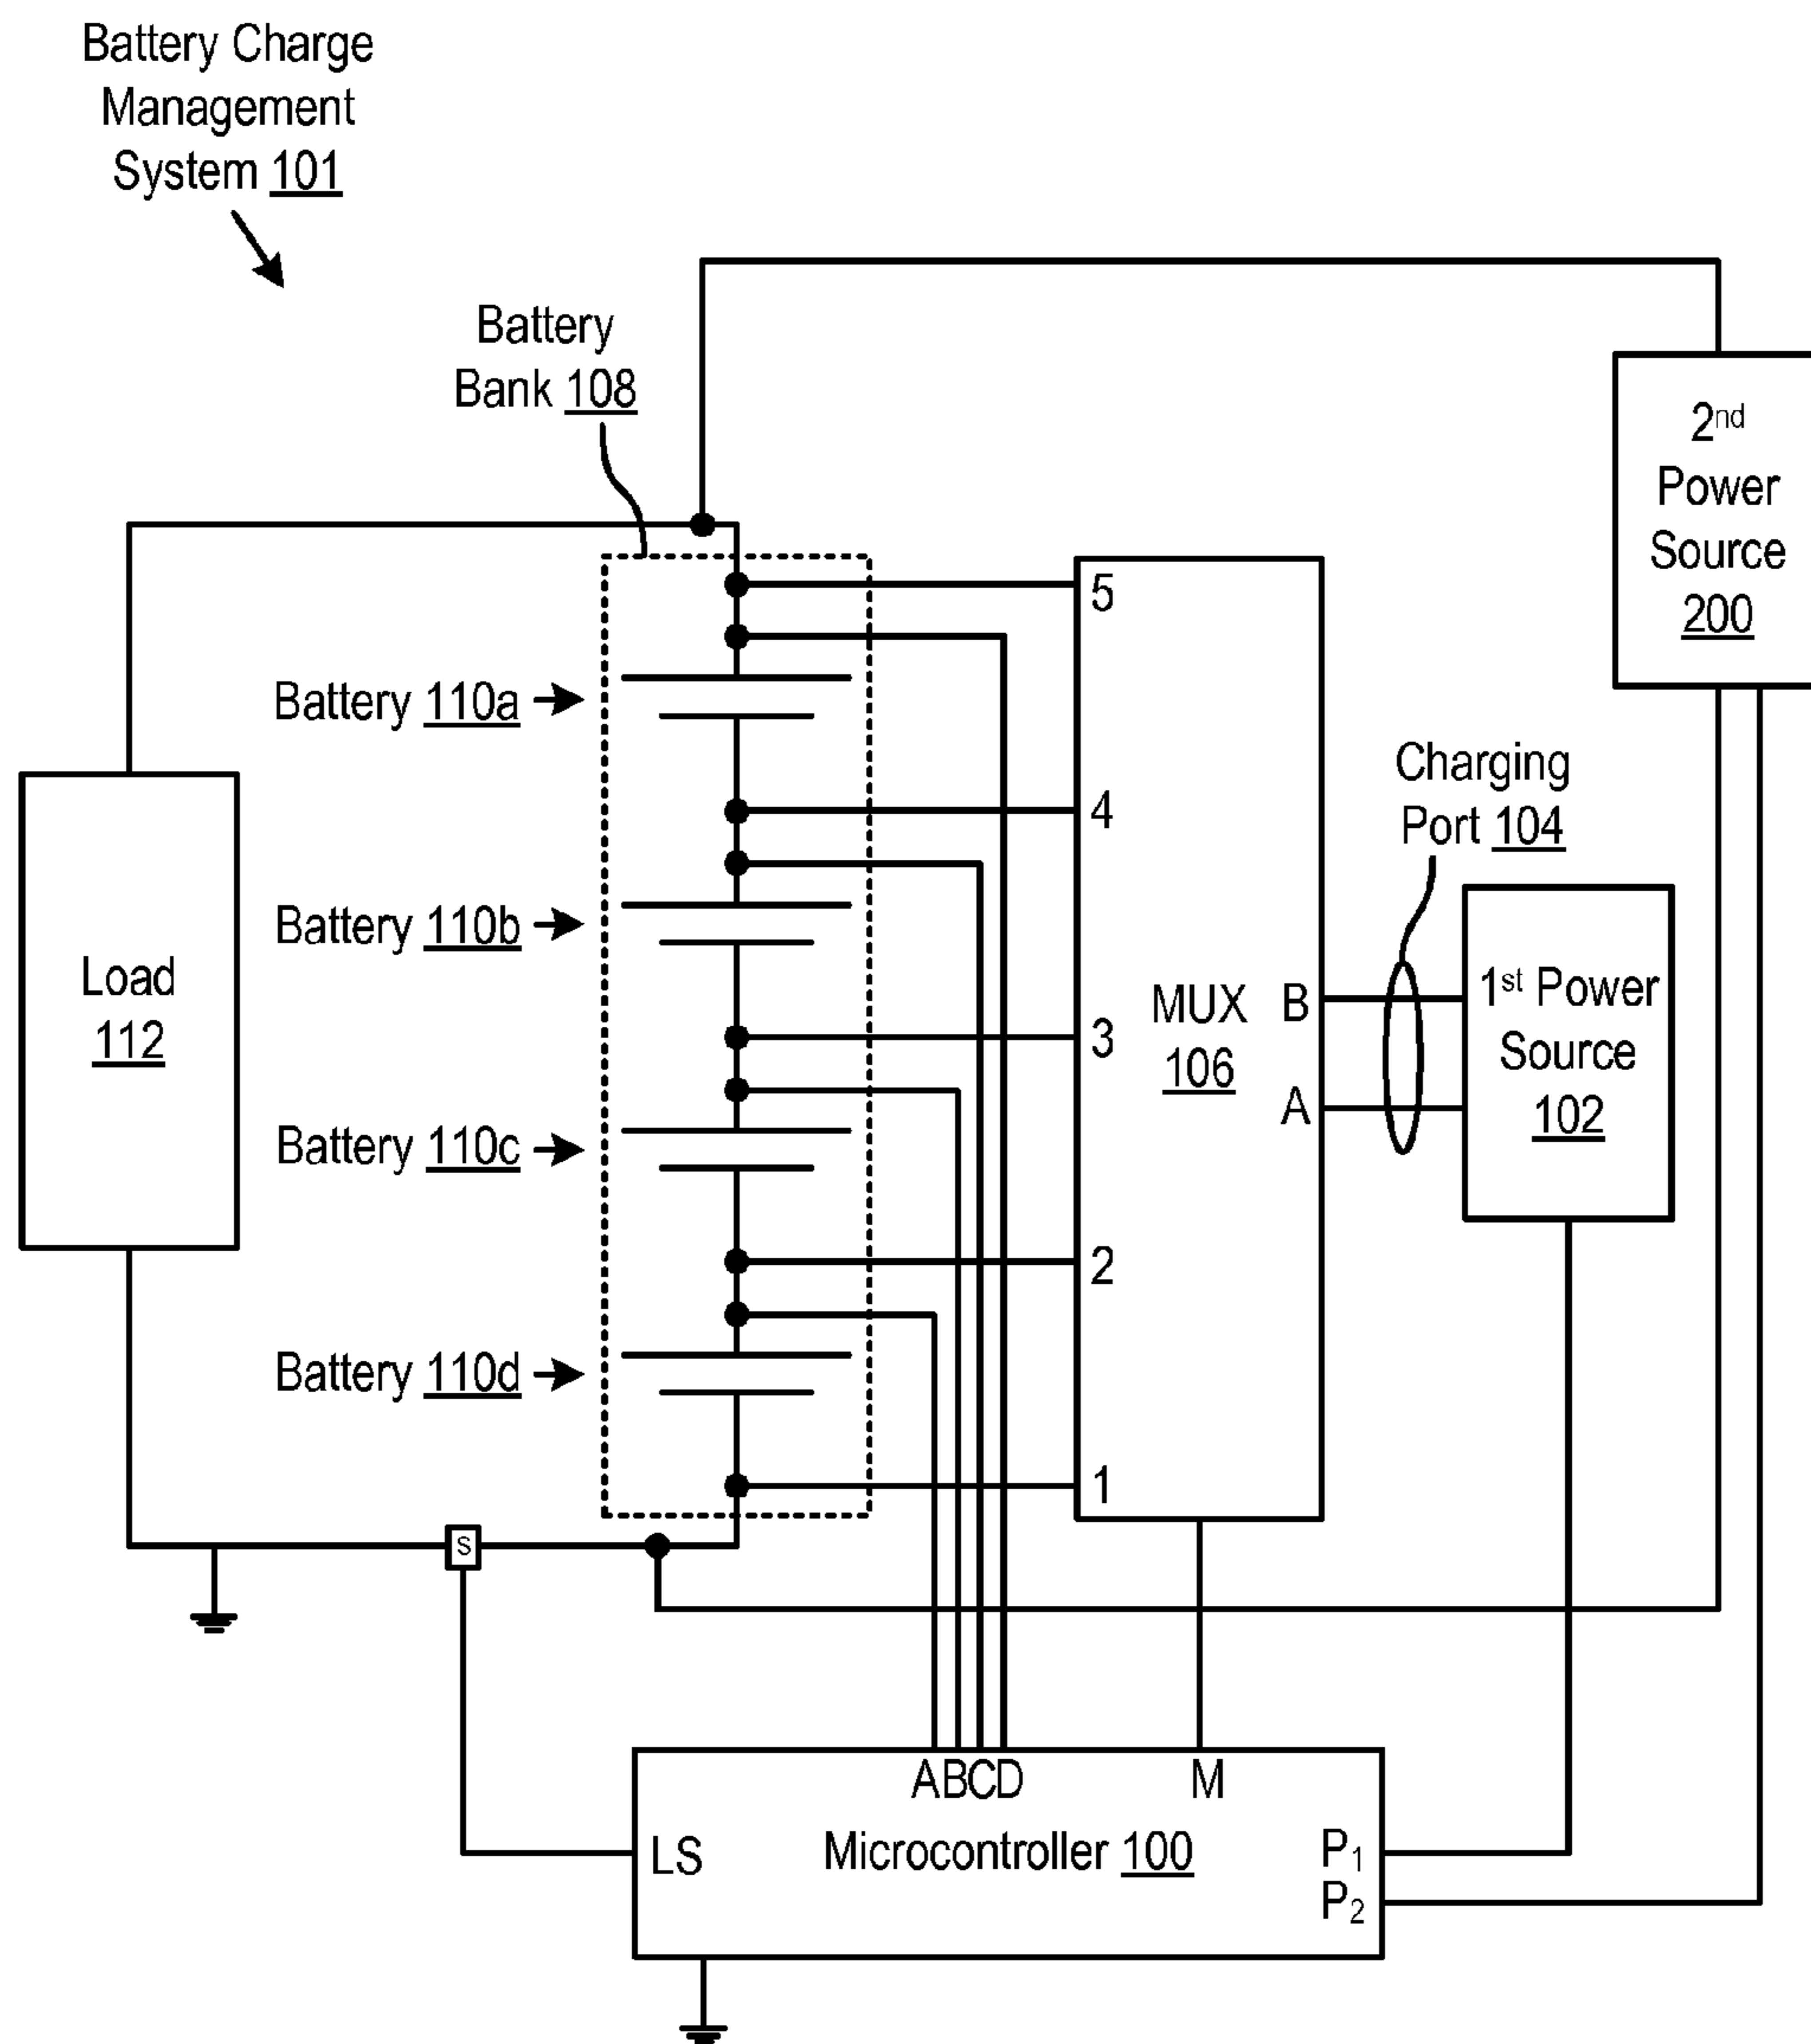 Battery Charge
Management
System 101
Battery
Bank 108
2nd
Power
Source
200
5
Battery 110a
Charging
Port 104
4
Battery 110b
Load
112
3
MUX
106
B
A
1st Power
Source
102
Battery 110c
2
Battery 110d
1
S
ABCD
M
LS
Microcontroller 100
P1
P2